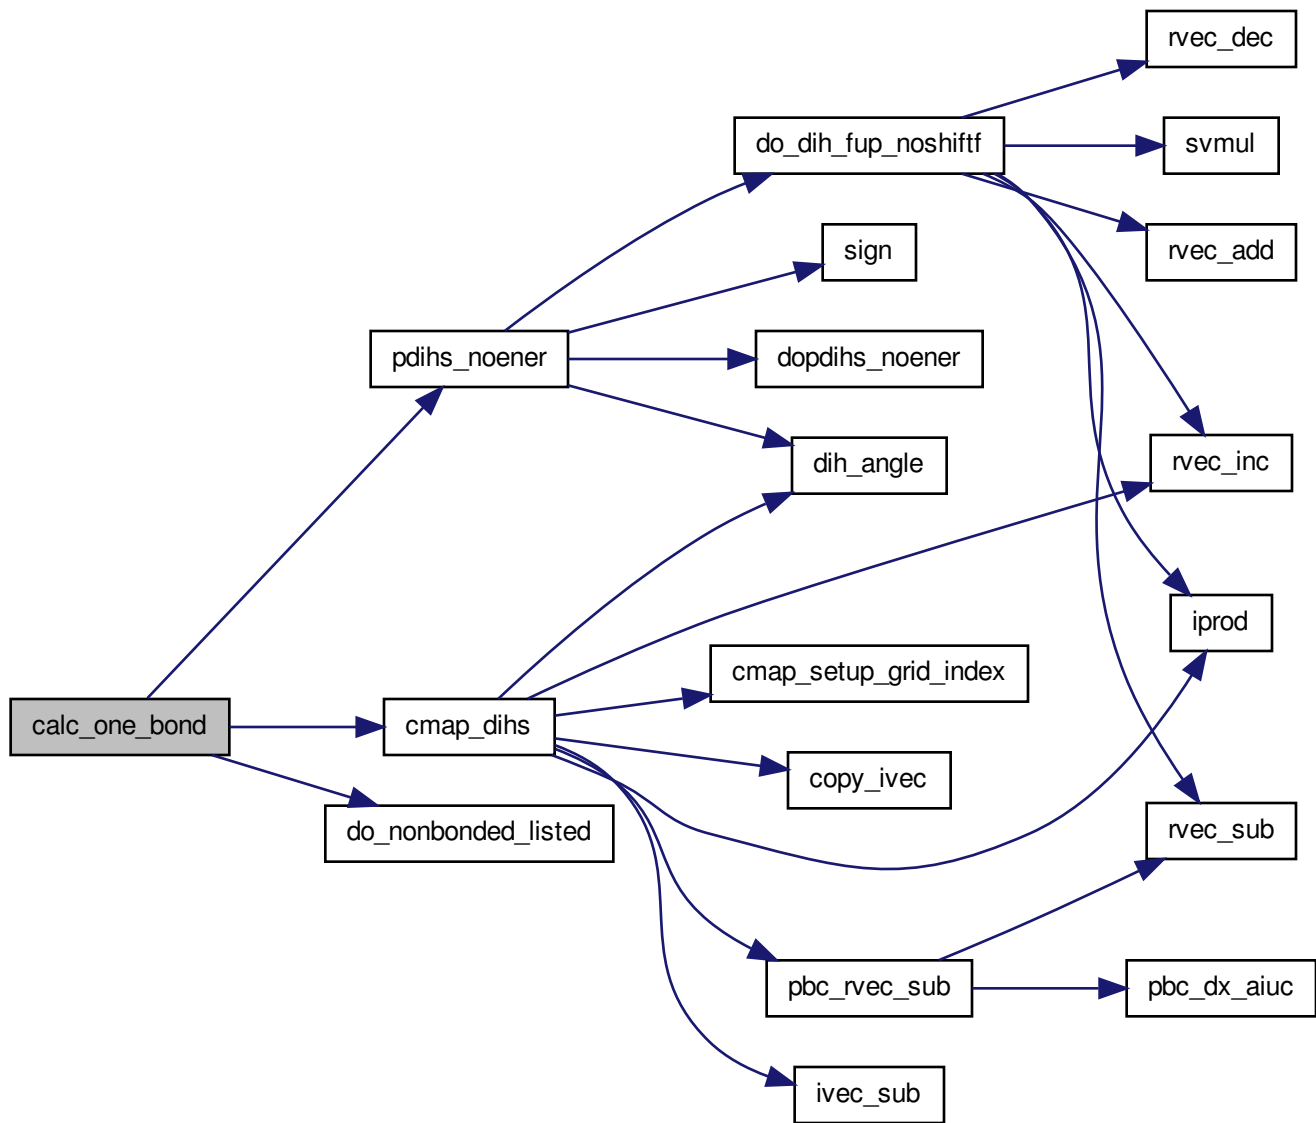 rvec_dec
do_dih_fup_noshiftf
svmul
sign
rvec_add
pdihs_noener
dopdihs_noener
dih_angle
rvec_inc
iprod
cmap_setup_grid_index
calc_one_bond
cmap_dihs
copy_ivec
do_nonbonded_listed
rvec_sub
pbc_rvec_sub
pbc_dx_aiuc
ivec_sub